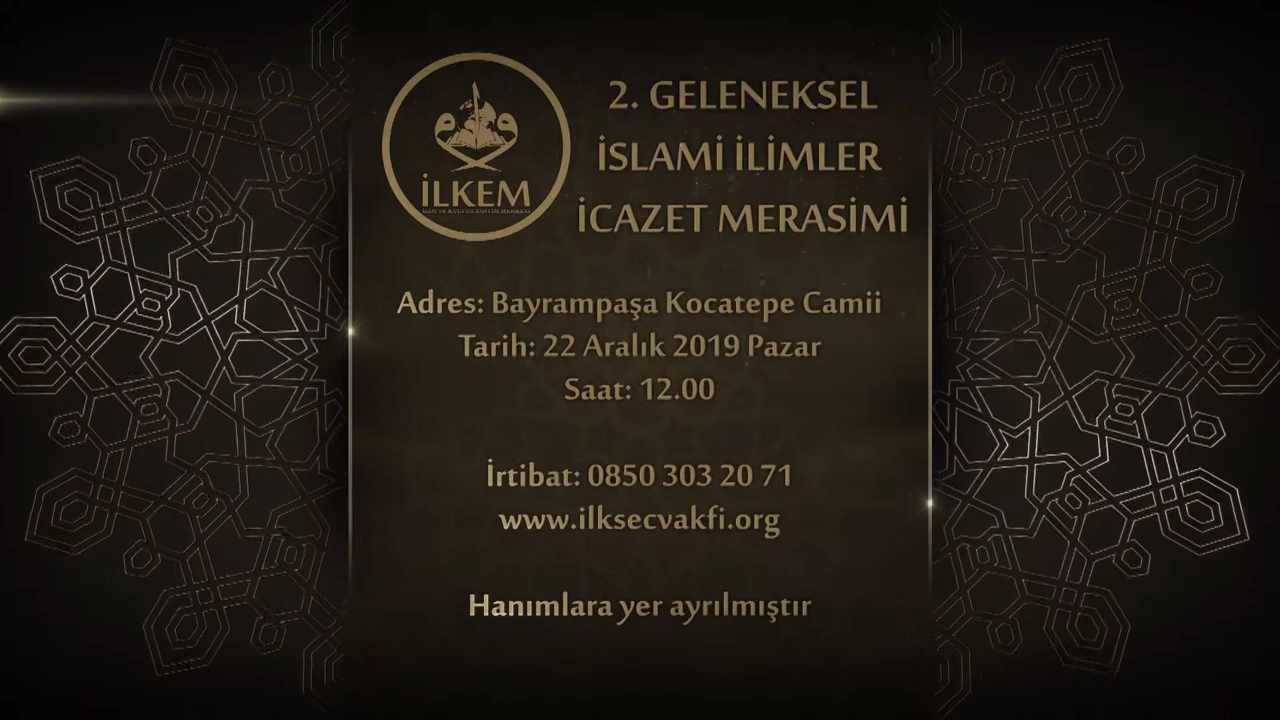 2. GELENEKSEL
İSLAMİ İLİMLER
İCAZET MERASİMİ
İLKEM
Adres: Bayrampaşa Kocatepe Camii
Tarih: 22 Aralık 2019 Pazar
Saat: 12.00
İrtibat: 0850 303 20 71
www.ilksecvakfi.org
Hanımlara yer ayrılmıştır